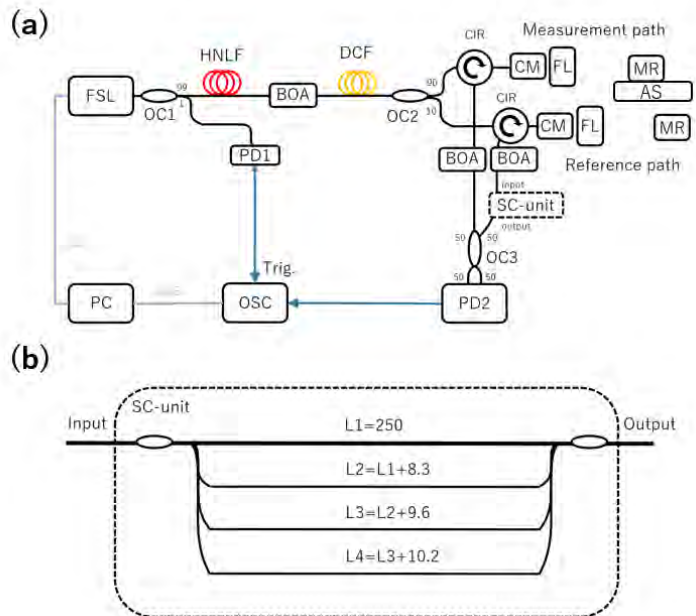 (a)
Measurement path
CIR
HNLF
DCF
CM
FL
MR
FSL
99
1
BOA
90
AS
OC1
OC2
10
CIR
CM
FL
MR
PD1
BOA
BOA
Reference path
input
SC-unit
output
50
50
OC3
Trig.
50
50
PC
OSC
PD2
(b)
SC-unit
Input
L1=250
Output
L2=L1+8.3
L3=L2+9.6
L4=L3+10.2